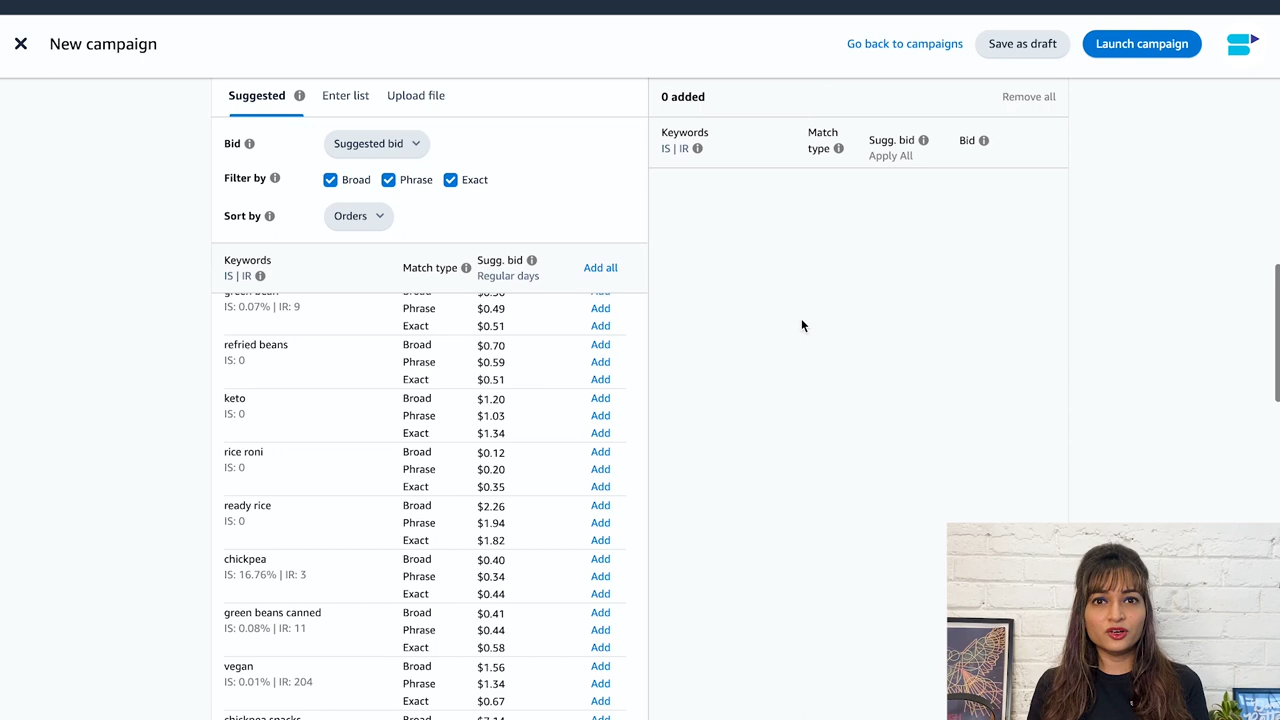 New campaign
Go back to campaigns
Save as draft
Launch campaign
Suggested
Enter list
Upload file
Bid
Suggested bid
Filter by
Broad
Phrase
Exact
Sort by
Orders
Keywords
IS | IR
Match type
Sugg. bid
Regular days
Add all
IS: 0.07% | IR: 9
Phrase $0.49 Add
Exact $0.51 Add
refried beans
IS: 0
Broad $0.70 Add
Phrase $0.59 Add
Exact $0.51 Add
keto
IS: 0
Broad $1.20 Add
Phrase $1.03 Add
Exact $1.34 Add
rice roni
IS: 0
Broad $0.12 Add
Phrase $0.20 Add
Exact $0.35 Add
ready rice
IS: 0
Broad $2.26 Add
Phrase $1.94 Add
Exact $1.82 Add
chickpea
IS: 16.76% | IR: 3
Broad $0.40 Add
Phrase $0.34 Add
Exact $0.44 Add
green beans canned
IS: 0.08% | IR: 11
Broad $0.41 Add
Phrase $0.44 Add
Exact $0.58 Add
vegan
IS: 0.01% | IR: 204
Broad $1.56 Add
Phrase $1.34 Add
Exact $0.67 Add
chickpea snacks
Broad $7.14 Add
0 added
Remove all
Keywords
IS | IR
Match
type
Sugg. bid
Apply All
Bid